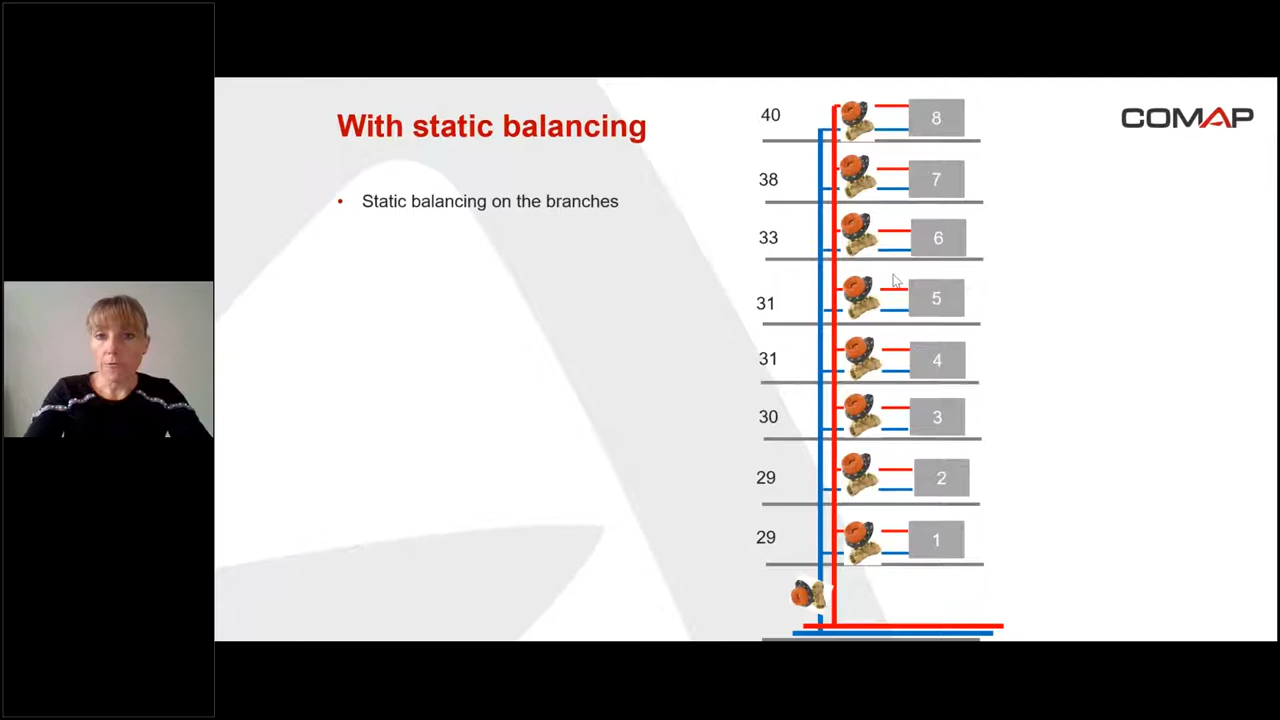 With static balancing
• Static balancing on the branches
COMAP
40 8
38 7
33 6
31 5
31 4
30 3
29 2
29 1